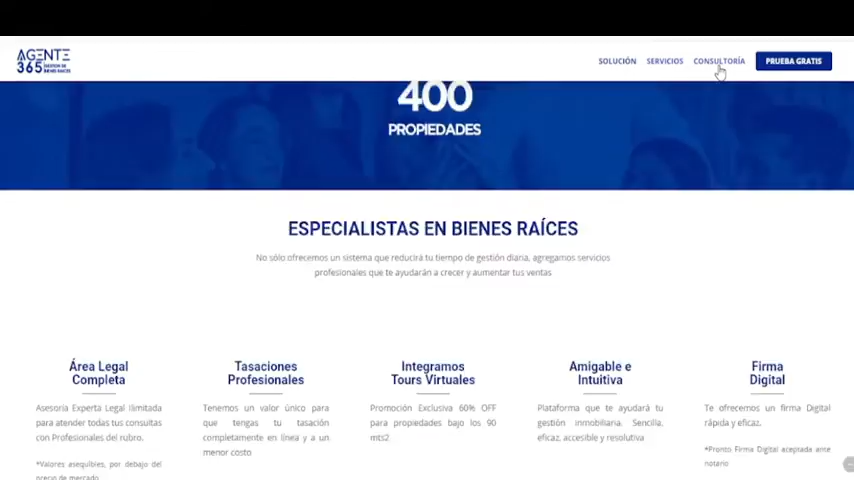 AGENTE
365 GESTIÓN DE
BIENES RAÍCES
SOLUCIÓN SERVICIOS CONSULTORÍA PRUEBA GRATIS
400
PROPIEDADES
ESPECIALISTAS EN BIENES RAÍCES
No sólo ofrecemos un sistema que reducirá tu tiempo de gestión diaria, agregamos servicios
profesionales que te ayudarán a crecer y aumentar tus ventas
Área Legal
Completa
Asesoría Experta Legal Ilimitada
para atender todas tus consultas
con Profesionales del rubro.
*Valores asequibles, por debajo del
precio de mercado
Tasaciones
Profesionales
Tenemos un valor único para
que tengas tu tasación
completamente en línea y a un
menor costo
Integramos
Tours Virtuales
Promoción Exclusiva 60% OFF
para propiedades bajo los 90
mts2
Amigable e
Intuitiva
Plataforma que te ayudará tu
gestión inmobiliaria. Sencilla,
eficaz, accesible y resolutiva
Firma
Digital
Te ofrecemos un firma Digital
rápida y eficaz.
*Pronto Firma Digital aceptada ante
notario